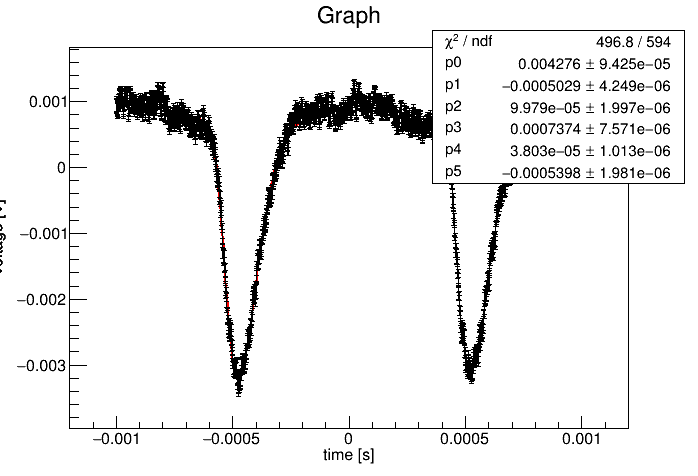 Graph
χ² / ndf 496.8 / 594
p0 0.004276 ± 9.425e−05
p1 −0.0005029 ± 4.249e−06
p2 9.979e−05 ± 1.997e−06
p3 0.0007374 ± 7.571e−06
p4 3.803e−05 ± 1.013e−06
p5 −0.0005398 ± 1.981e−06
0.001
0
−0.001
−0.002
−0.003
−0.001 −0.0005 0 0.0005 0.001
time [s]